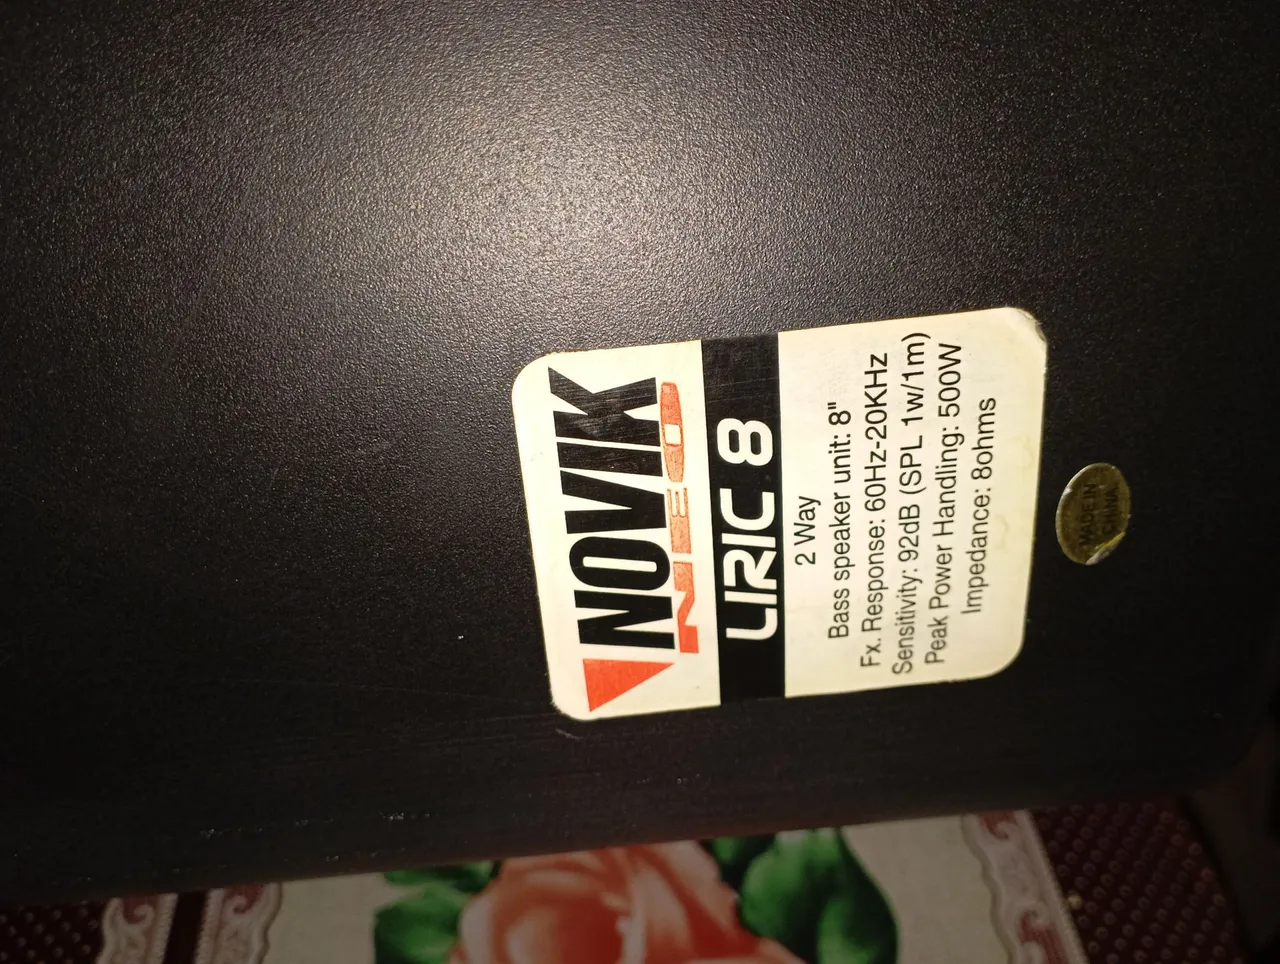 NOVIK
NEO
LIRIC 8
2 Way
Bass speaker unit: 8"
Fx. Response: 60Hz-20KHz
Sensitivity: 92dB (SPL 1w/1m)
Peak Power Handling: 500W
Impedance: 8ohms
MADE IN
CHINA